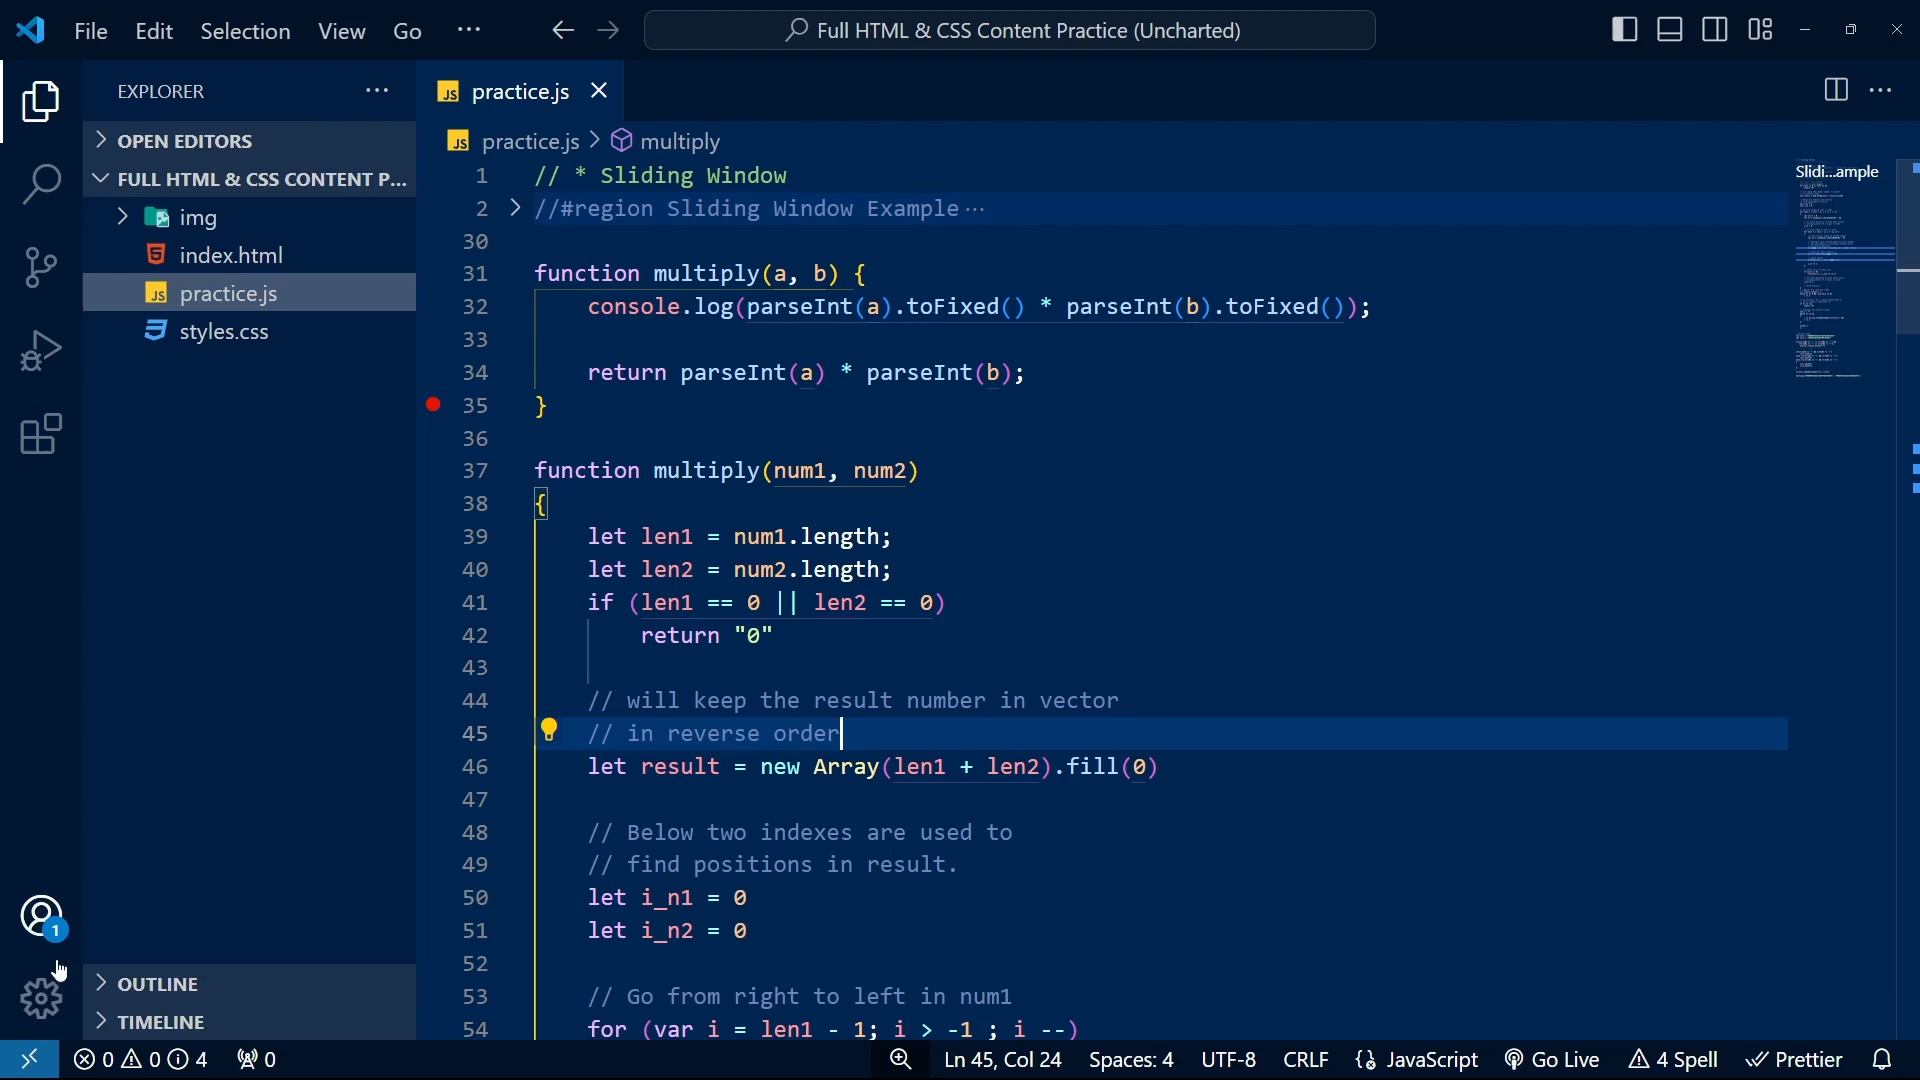 File Edit Selection View Go ··· Full HTML & CSS Content Practice (Uncharted)
EXPLORER ···
OPEN EDITORS
FULL HTML & CSS CONTENT P...
img
index.html
JS practice.js
styles.css
OUTLINE
TIMELINE
1
JS practice.js
JS practice.js > multiply
1 // * Sliding Window
2 //#region Sliding Window Example ···
30
31 function multiply(a, b) {
32 console.log(parseInt(a).toFixed() * parseInt(b).toFixed());
33
34 return parseInt(a) * parseInt(b);
35 }
36
37 function multiply(num1, num2)
38 {
39 let len1 = num1.length;
40 let len2 = num2.length;
41 if (len1 == 0 || len2 == 0)
42 return "0"
43
44 // will keep the result number in vector
45 // in reverse order
46 let result = new Array(len1 + len2).fill(0)
47
48 // Below two indexes are used to
49 // find positions in result.
50 let i_n1 = 0
51 let i_n2 = 0
52
53 // Go from right to left in num1
54 for (var i = len1 - 1; i > -1 ; i --)
Slidi...ample
0 0 4 0 Ln 45, Col 24 Spaces: 4 UTF-8 CRLF {} JavaScript Go Live 4 Spell Prettier